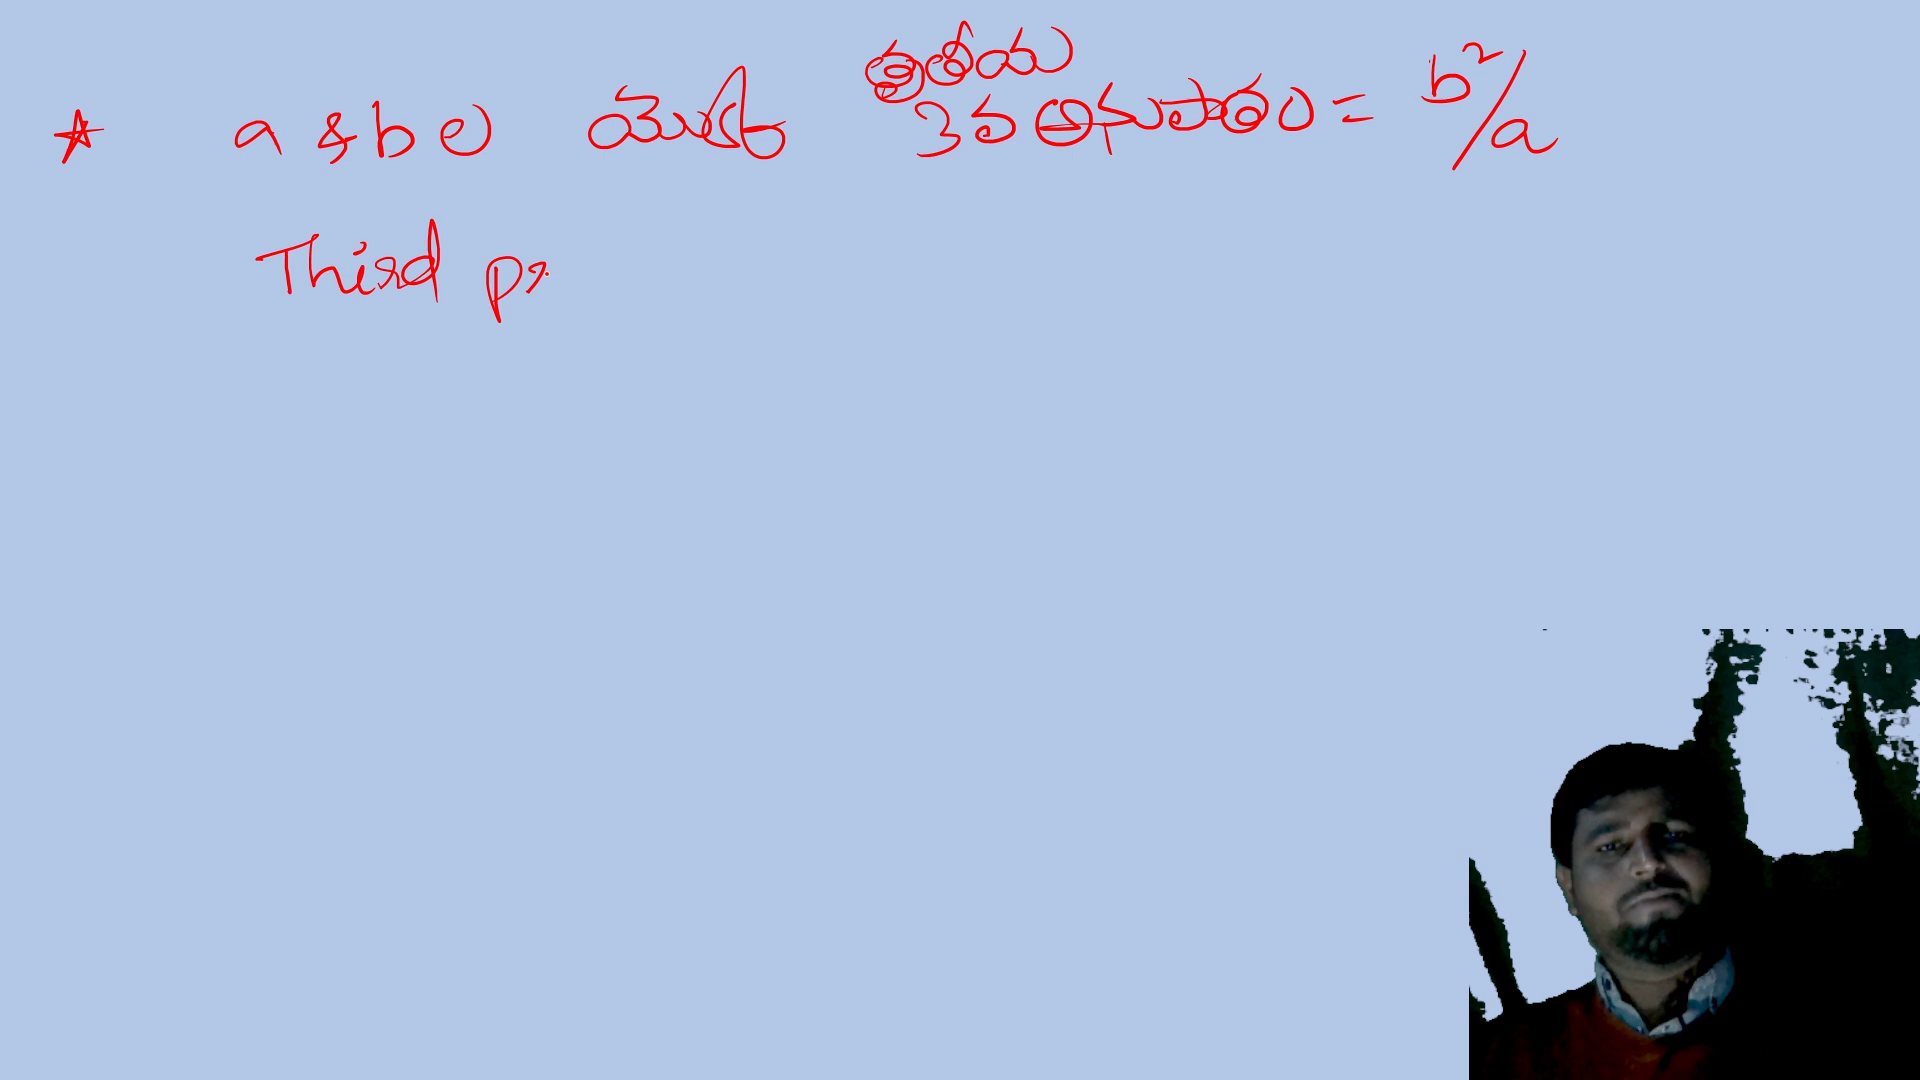 తృతీయ
* a & b ల యొక్క 3వ అనుపాతం = b²/a
Third pr